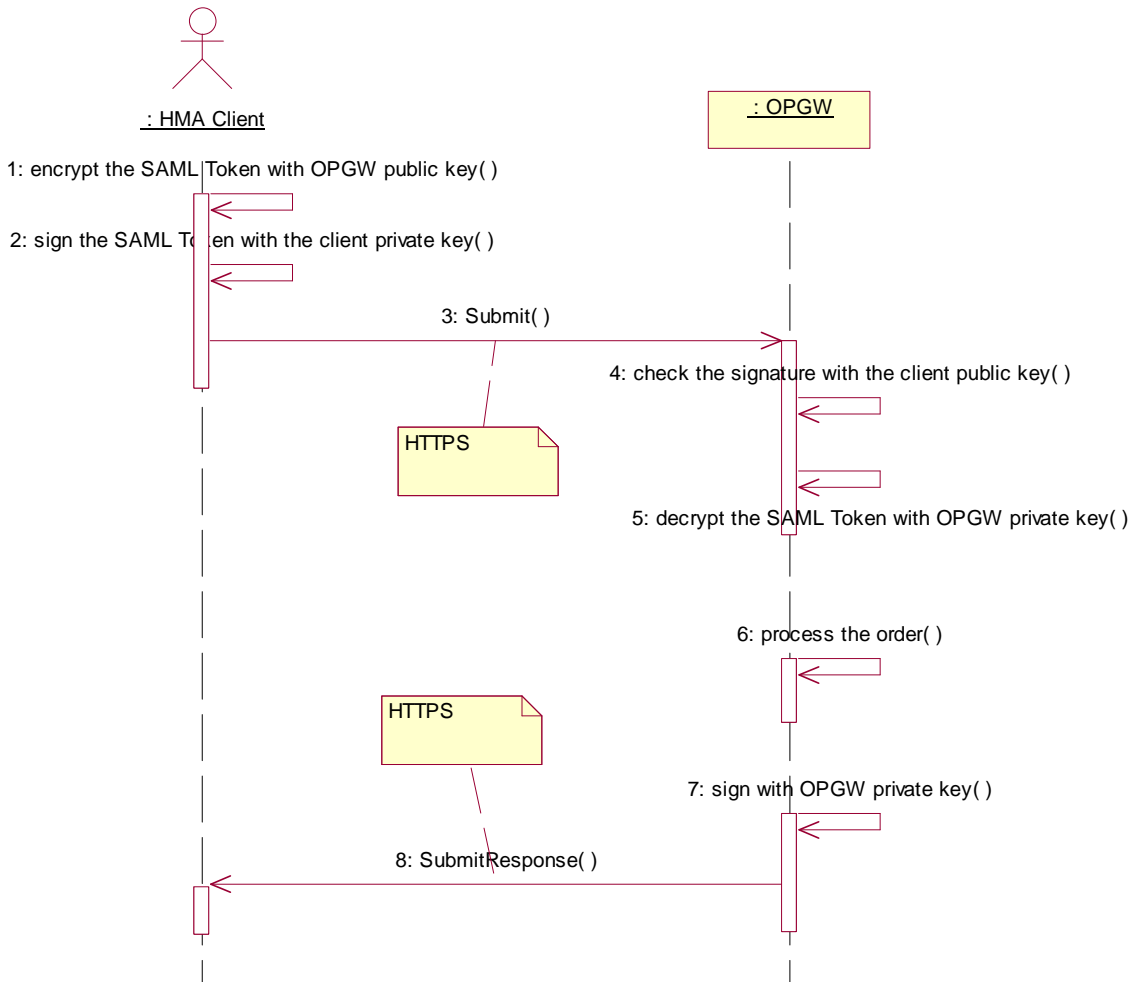 : HMA Client
: OPGW
1: encrypt the SAML Token with OPGW public key( )
2: sign the SAML Token with the client private key( )
3: Submit( )
4: check the signature with the client public key( )
HTTPS
5: decrypt the SAML Token with OPGW private key( )
6: process the order( )
HTTPS
7: sign with OPGW private key( )
8: SubmitResponse( )